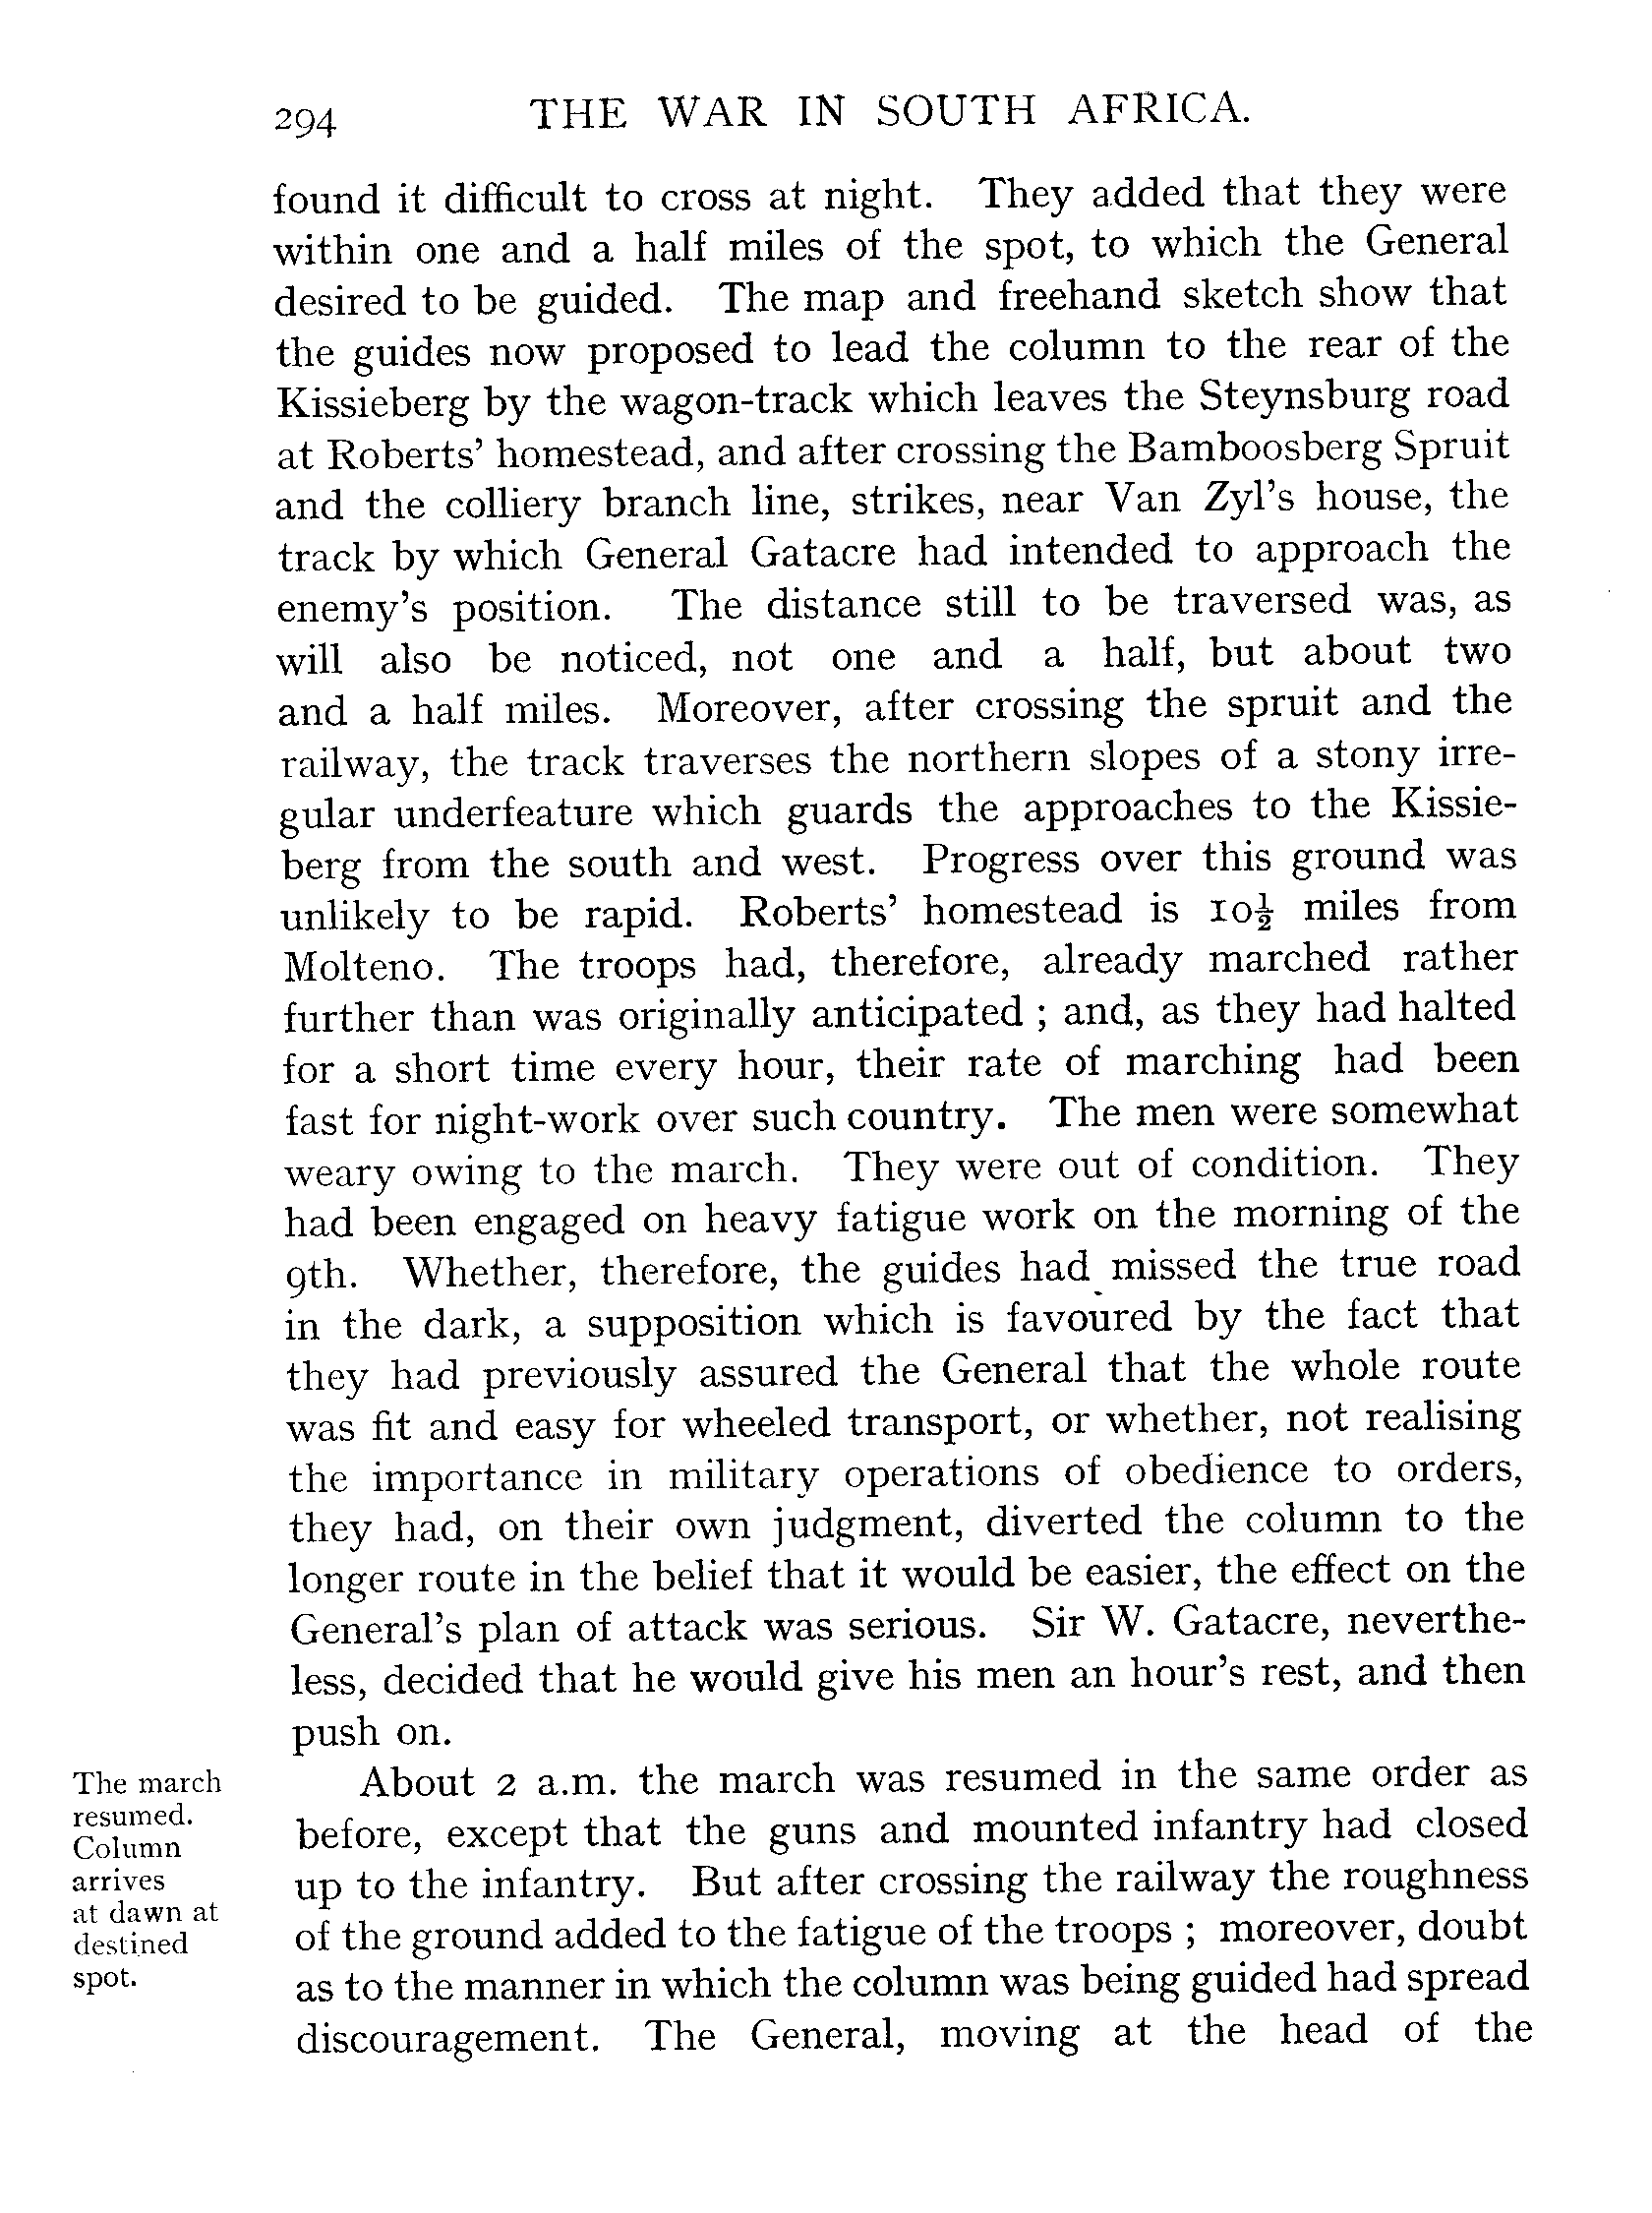 294 THE WAR IN SOUTH AFRICA.
found it difficult to cross at night. They added that they were
within one and a half miles of the spot, to which the General
desired to be guided. The map and freehand sketch show that
the guides now proposed to lead the column to the rear of the
Kissieberg by the wagon-track which leaves the Steynsburg road
at Roberts' homestead, and after crossing the Bamboosberg Spruit
and the colliery branch line, strikes, near Van Zyl's house, the
track by which General Gatacre had intended to approach the
enemy's position. The distance still to be traversed was, as
will also be noticed, not one and a half, but about two
and a half miles. Moreover, after crossing the spruit and the
railway, the track traverses the northern slopes of a stony irre-
gular underfeature which guards the approaches to the Kissie-
berg from the south and west. Progress over this ground was
unlikely to be rapid. Roberts' homestead is 10½ miles from
Molteno. The troops had, therefore, already marched rather
further than was originally anticipated ; and, as they had halted
for a short time every hour, their rate of marching had been
fast for night-work over such country. The men were somewhat
weary owing to the march. They were out of condition. They
had been engaged on heavy fatigue work on the morning of the
9th. Whether, therefore, the guides had missed the true road
in the dark, a supposition which is favoured by the fact that
they had previously assured the General that the whole route
was fit and easy for wheeled transport, or whether, not realising
the importance in military operations of obedience to orders,
they had, on their own judgment, diverted the column to the
longer route in the belief that it would be easier, the effect on the
General's plan of attack was serious. Sir W. Gatacre, neverthe-
less, decided that he would give his men an hour's rest, and then
push on.
The march
resumed.
Column
arrives
at dawn at
destined
spot.
About 2 a.m. the march was resumed in the same order as
before, except that the guns and mounted infantry had closed
up to the infantry. But after crossing the railway the roughness
of the ground added to the fatigue of the troops ; moreover, doubt
as to the manner in which the column was being guided had spread
discouragement. The General, moving at the head of the